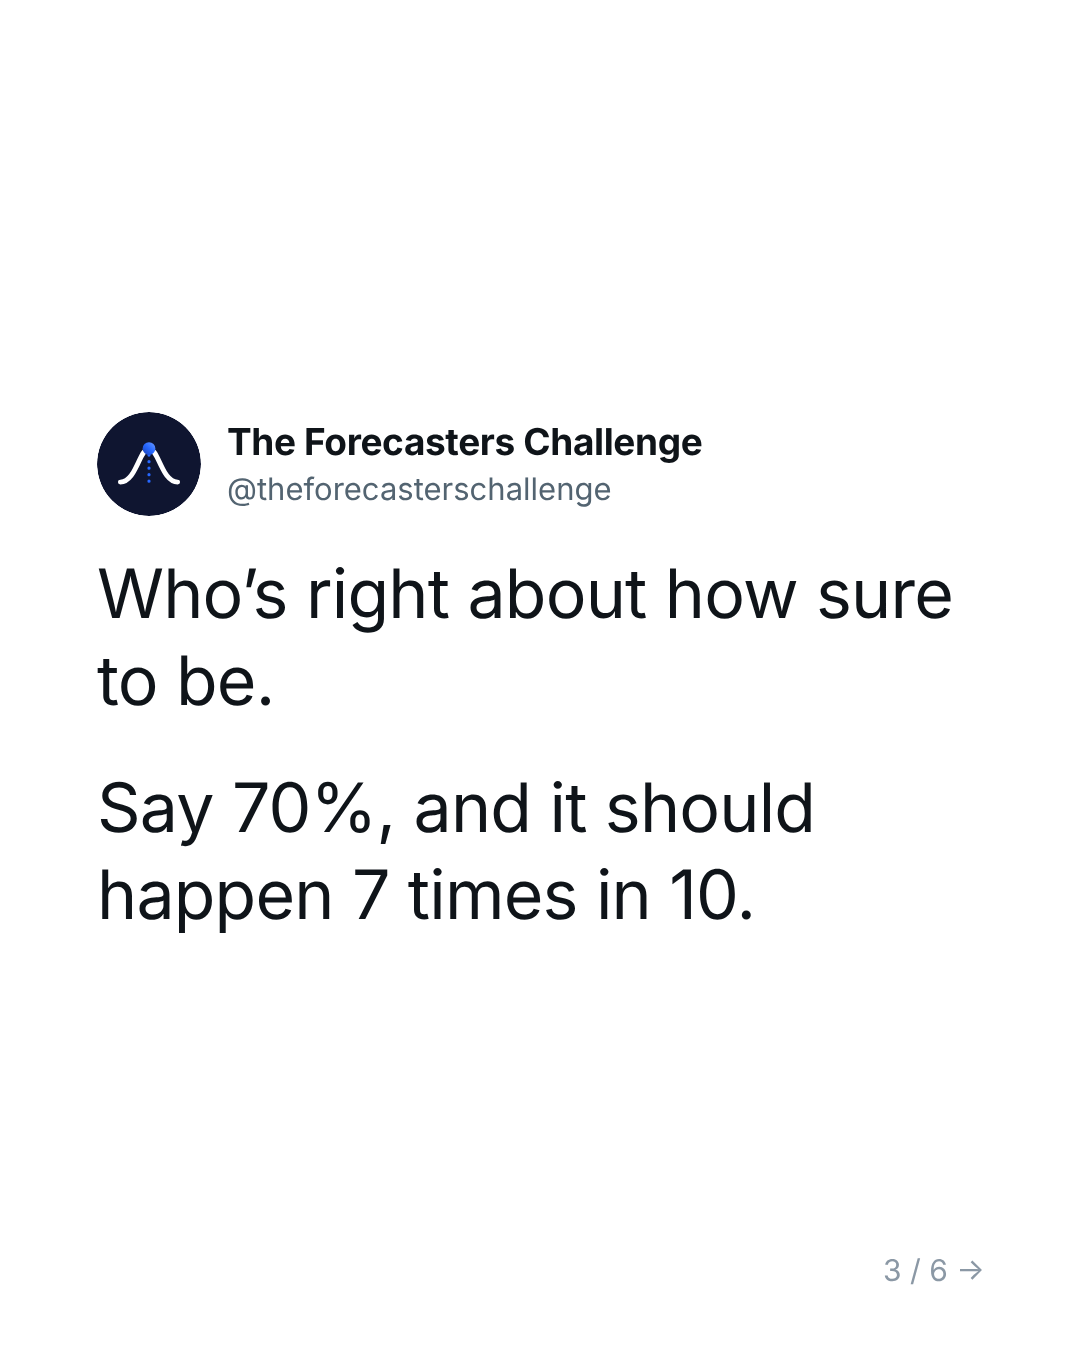 The Forecasters Challenge
@theforecasterschallenge
Who’s right about how sure
to be.
Say 70%, and it should
happen 7 times in 10.
3 / 6 →